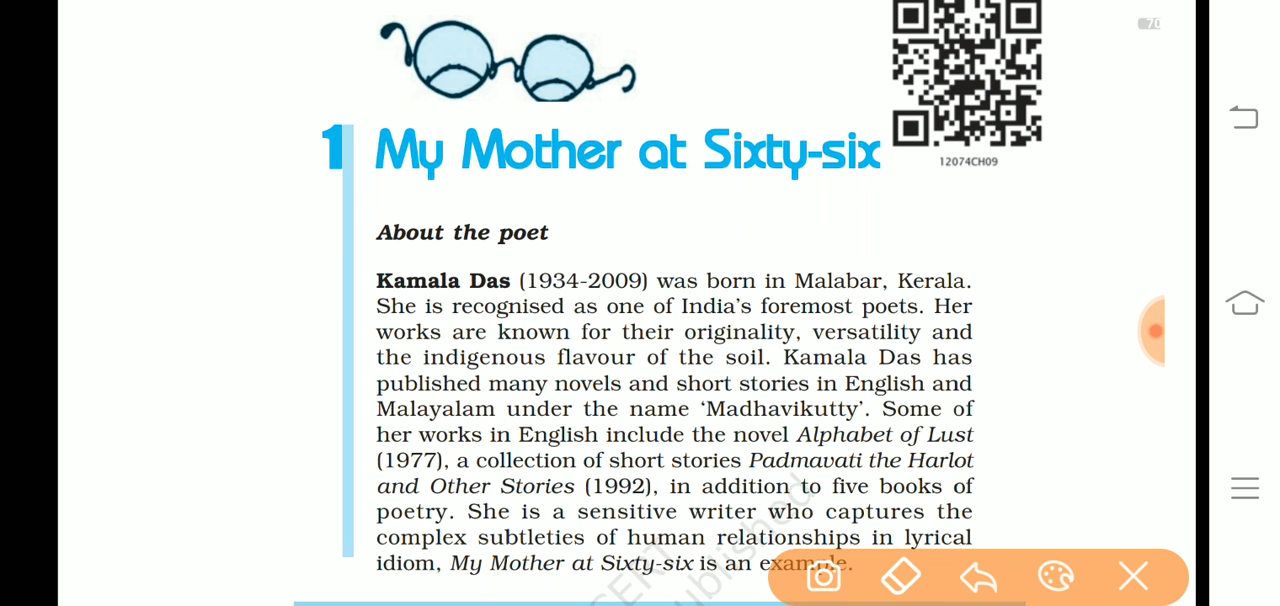 70
12074CH09
1 My Mother at Sixty-six
About the poet
Kamala Das (1934-2009) was born in Malabar, Kerala.
She is recognised as one of India's foremost poets. Her
works are known for their originality, versatility and
the indigenous flavour of the soil. Kamala Das has
published many novels and short stories in English and
Malayalam under the name ‘Madhavikutty’. Some of
her works in English include the novel Alphabet of Lust
(1977), a collection of short stories Padmavati the Harlot
and Other Stories (1992), in addition to five books of
poetry. She is a sensitive writer who captures the
complex subtleties of human relationships in lyrical
idiom, My Mother at Sixty-six is an example.